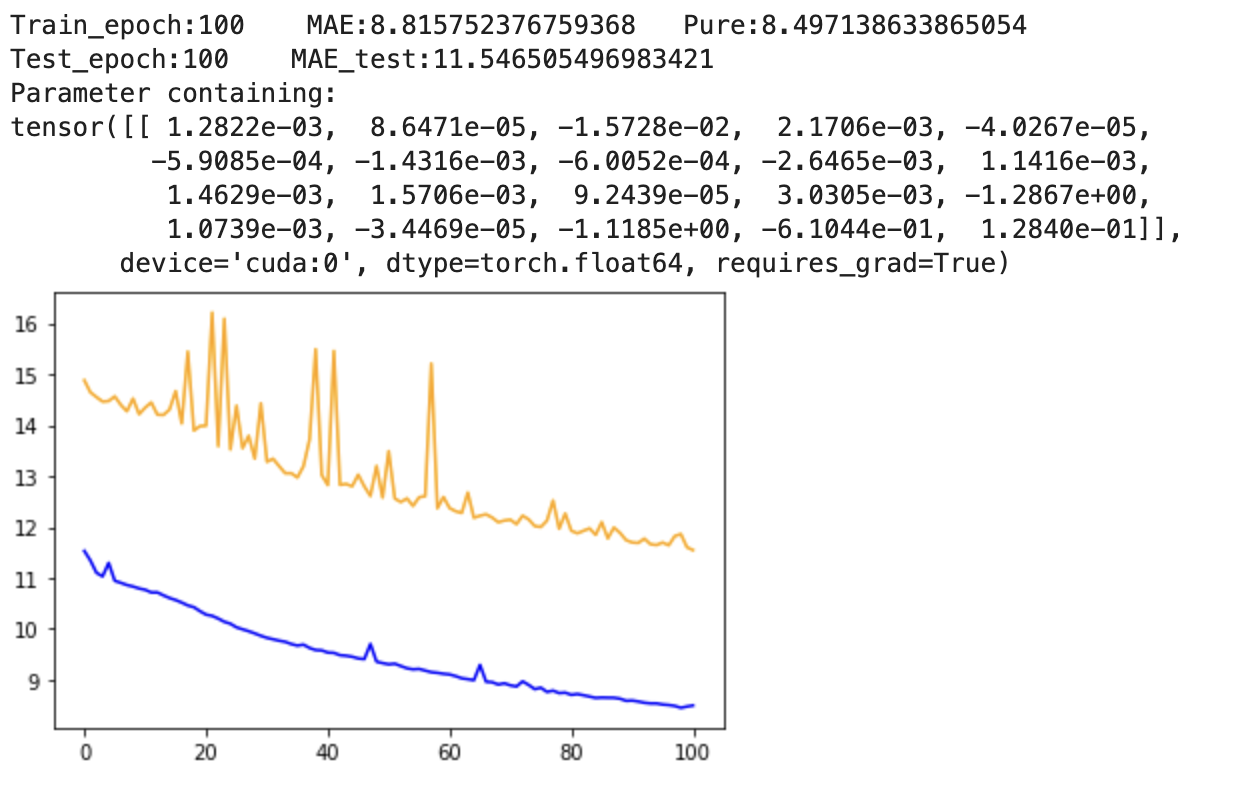 Train_epoch:100    MAE:8.815752376759368   Pure:8.497138633865054
Test_epoch:100    MAE_test:11.546505496983421
Parameter containing:
tensor([[ 1.2822e-03,  8.6471e-05, -1.5728e-02,  2.1706e-03, -4.0267e-05,
         -5.9085e-04, -1.4316e-03, -6.0052e-04, -2.6465e-03,  1.1416e-03,
          1.4629e-03,  1.5706e-03,  9.2439e-05,  3.0305e-03, -1.2867e+00,
          1.0739e-03, -3.4469e-05, -1.1185e+00, -6.1044e-01,  1.2840e-01]],
       device='cuda:0', dtype=torch.float64, requires_grad=True)
16
15
14
13
12
11
10
9
0 20 40 60 80 100